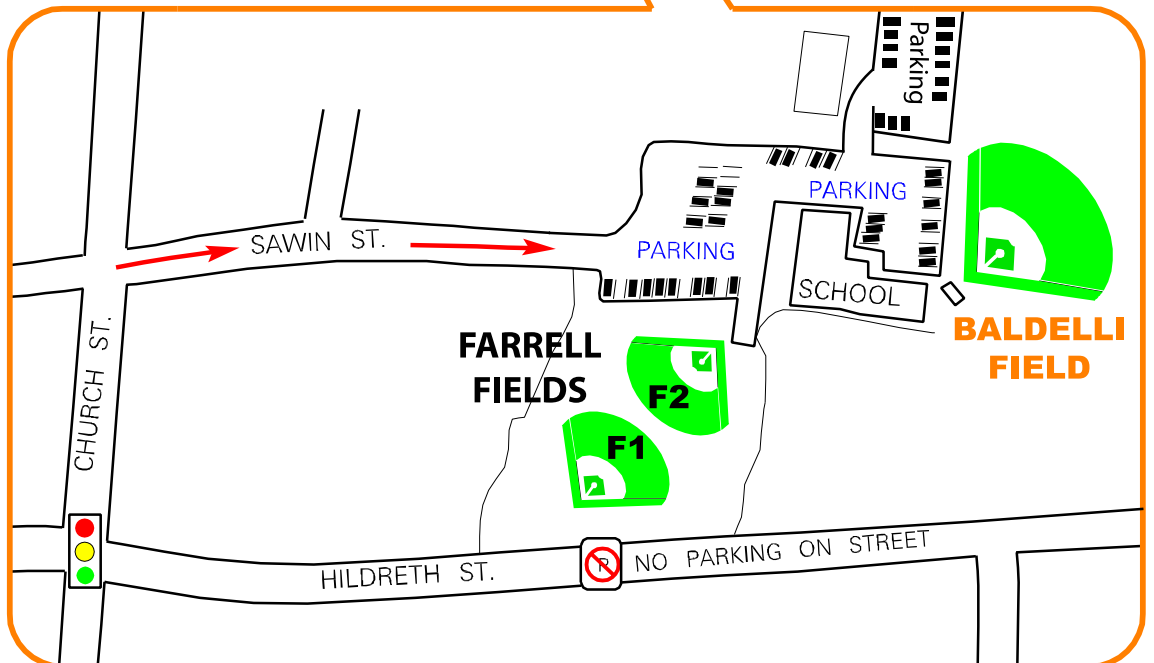 Parking
PARKING
SAWIN ST.
PARKING
SCHOOL
BALDELLI
FIELD
FARRELL
FIELDS
F2
F1
CHURCH ST.
P
NO PARKING ON STREET
HILDRETH ST.